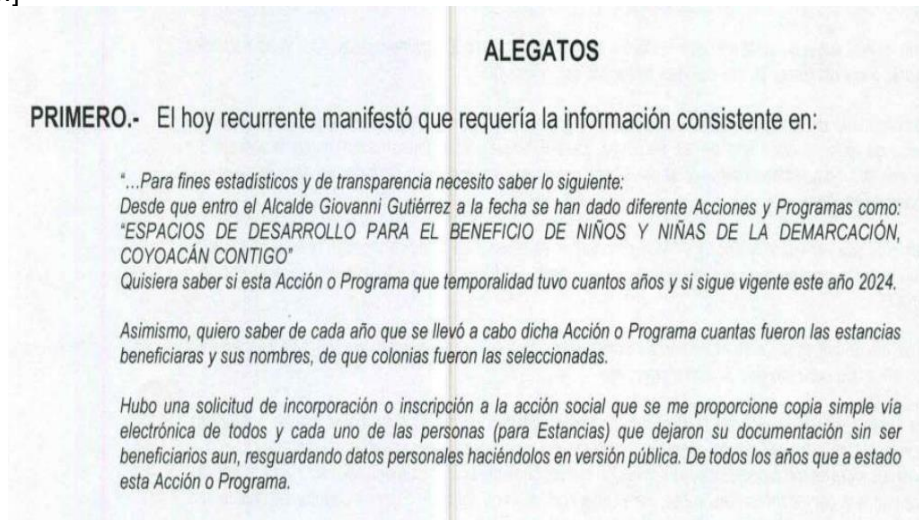 ALEGATOS
PRIMERO.- El hoy recurrente manifestó que requería la información consistente en:
"...Para fines estadísticos y de transparencia necesito saber lo siguiente:
Desde que entro el Alcalde Giovanni Gutiérrez a la fecha se han dado diferente Acciones y Programas como:
"ESPACIOS DE DESARROLLO PARA EL BENEFICIO DE NIÑOS Y NIÑAS DE LA DEMARCACIÓN,
COYOACÁN CONTIGO"
Quisiera saber si esta Acción o Programa que temporalidad tuvo cuantos años y si sigue vigente este año 2024.
Asimismo, quiero saber de cada año que se llevó a cabo dicha Acción o Programa cuantas fueron las estancias
beneficiaras y sus nombres, de que colonias fueron las seleccionadas.
Hubo una solicitud de incorporación o inscripción a la acción social que se me proporcione copia simple vía
electrónica de todos y cada uno de las personas (para Estancias) que dejaron su documentación sin ser
beneficiarios aun, resguardando datos personales haciéndolos en versión pública. De todos los años que a estado
esta Acción o Programa.